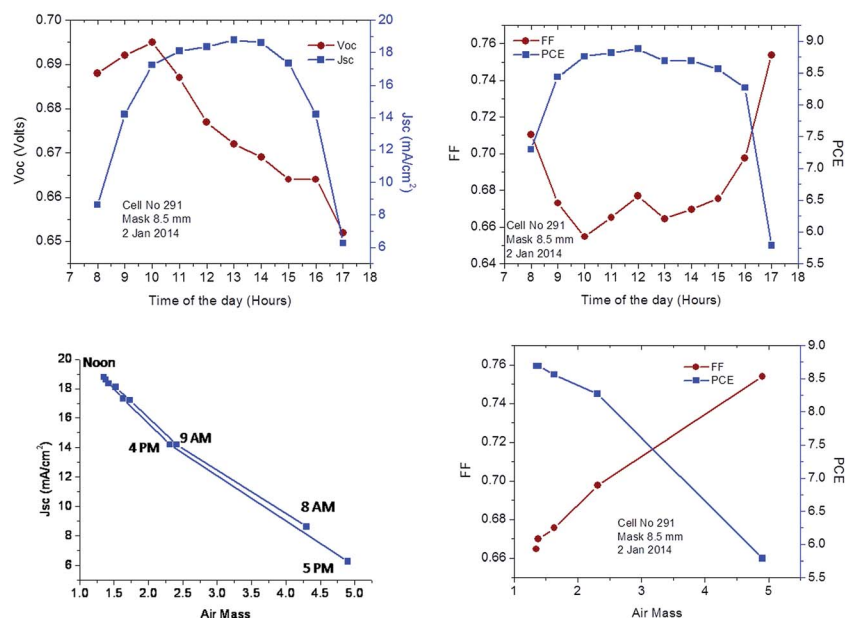 0.70
0.69
0.68
0.67
0.66
0.65
Voc (Volts)
7 8 9 10 11 12 13 14 15 16 17 18
Time of the day (Hours)
20
18
16
14
12
10
8
6
Jsc (mA/cm²)
Voc
Jsc
Cell No 291
Mask 8.5 mm
2 Jan 2014
0.76
0.74
0.72
0.70
0.68
0.66
0.64
FF
7 8 9 10 11 12 13 14 15 16 17 18
Time of the day (Hours)
9.0
8.5
8.0
7.5
7.0
6.5
6.0
5.5
PCE
FF
PCE
Cell No 291
Mask 8.5 mm
2 Jan 2014
20
18
16
14
12
10
8
6
Jsc (mA/cm²)
Noon
9 AM
4 PM
8 AM
5 PM
1.0 1.5 2.0 2.5 3.0 3.5 4.0 4.5 5.0
Air Mass
0.76
0.74
0.72
0.70
0.68
0.66
FF
1 2 3 4 5
Air Mass
9.0
8.5
8.0
7.5
7.0
6.5
6.0
5.5
PCE
FF
PCE
Cell No 291
Mask 8.5 mm
2 Jan 2014